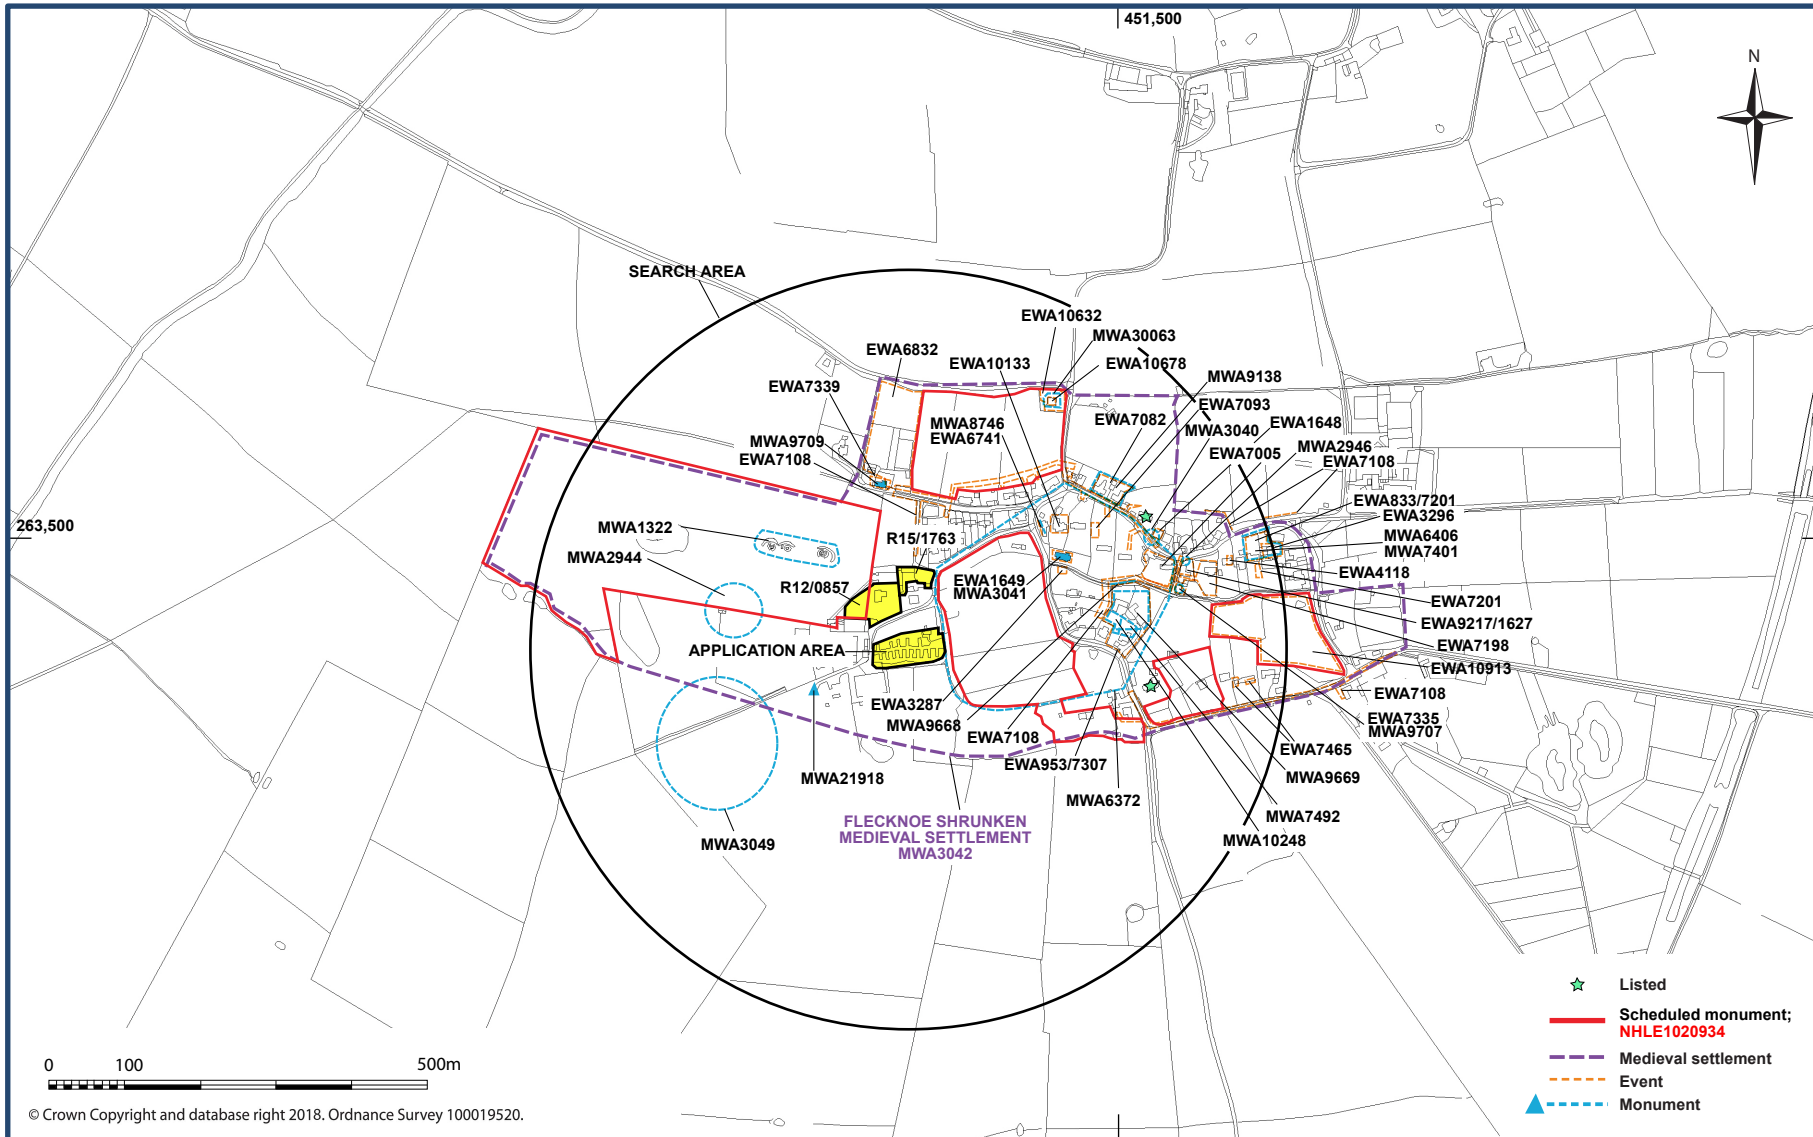 451,500
N
SEARCH AREA
EWA10632
MWA30063
EWA6832
EWA10133
EWA10678
EWA7339
MWA9138
EWA7093
MWA8746
EWA7082
EWA1648
EWA6741
MWA3040
MWA9709
MWA2946
EWA7108
EWA7005
EWA7108
EWA833/7201
EWA3296
263,500
MWA1322
R15/1763
MWA6406
MWA7401
MWA2944
EWA4118
R12/0857
EWA1649
MWA3041
EWA7201
EWA9217/1627
APPLICATION AREA
EWA7198
EWA10913
EWA7108
EWA3287
EWA7335
MWA9668
MWA9707
EWA7108
EWA7465
EWA953/7307
MWA9669
MWA21918
MWA6372
MWA7492
FLECKNOE SHRUNKEN
MEDIEVAL SETTLEMENT
MWA3042
MWA3049
MWA10248
Listed
Scheduled monument;
NHLE1020934
Medieval settlement
Event
Monument
0 100 500m
© Crown Copyright and database right 2018. Ordnance Survey 100019520.